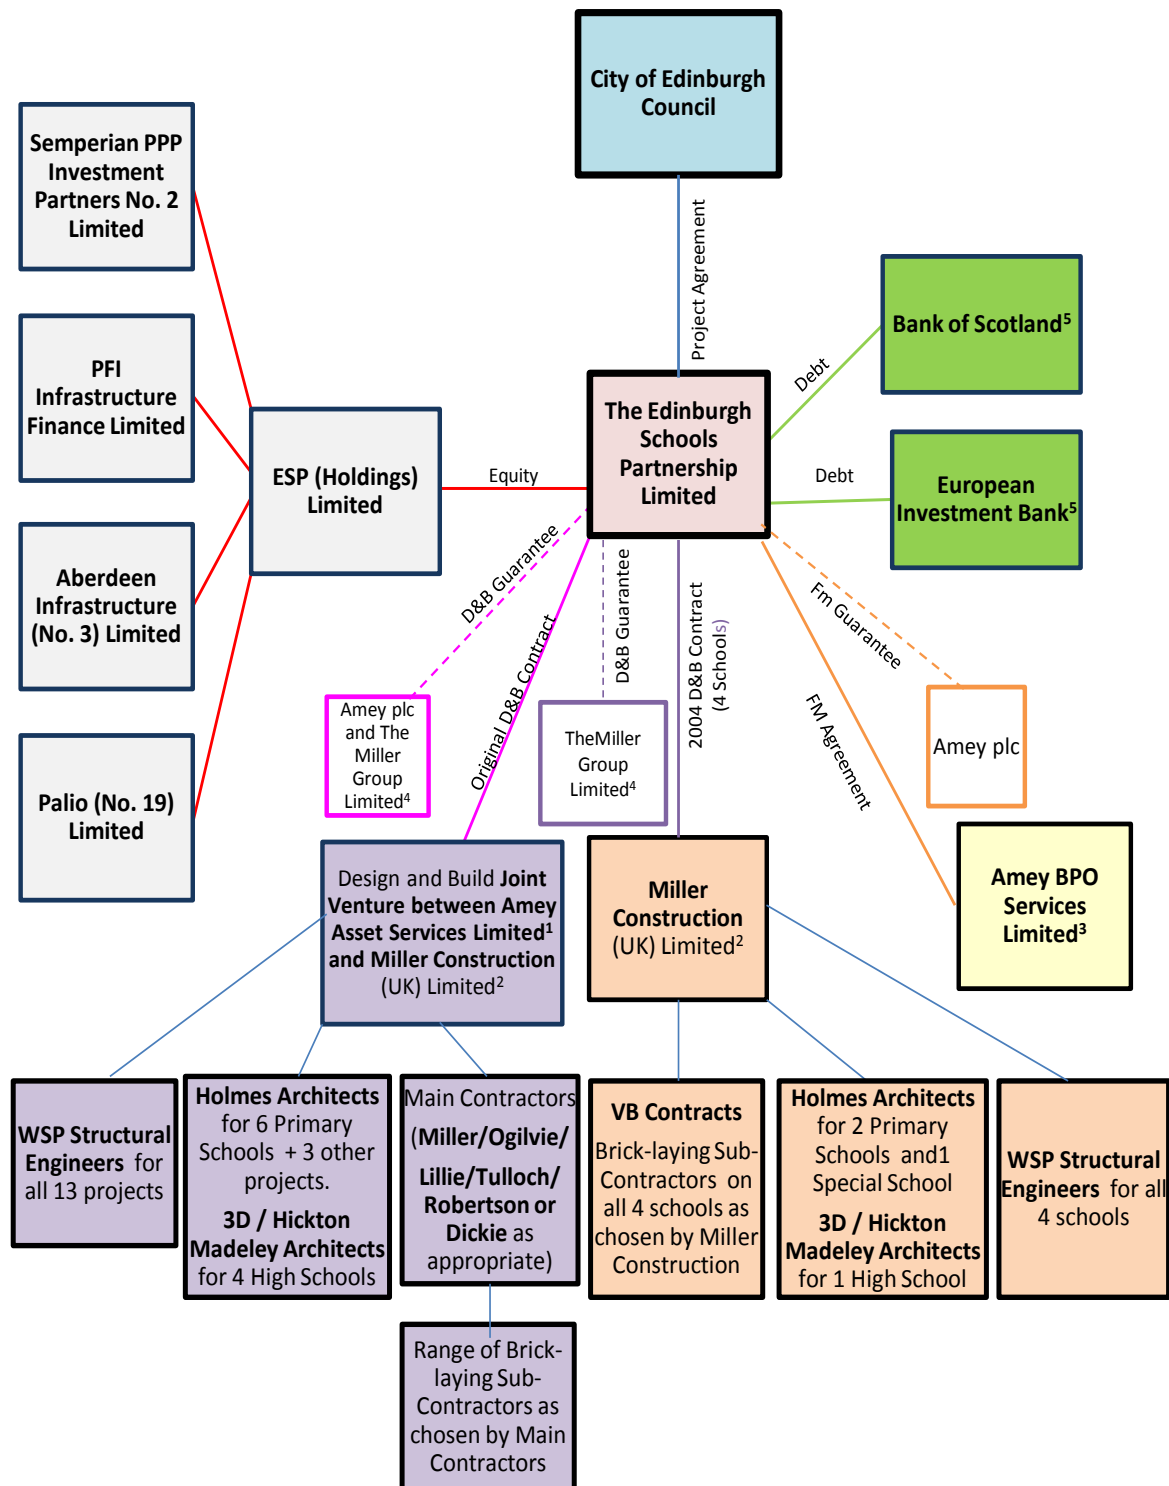 City of Edinburgh
Council
Semperian PPP
Investment
Partners No. 2
Limited
Project Agreement
Bank of Scotland5
Debt
PFI
Infrastructure
Finance Limited
The Edinburgh
Schools
Partnership
Limited
ESP (Holdings)
Limited
Equity
Debt
European
Investment Bank5
Aberdeen
Infrastructure
(No. 3) Limited
D&B Guarantee
Original D&B Contract
D&B Guarantee
2004 D&B Contract
(4 Schools)
Fm Guarantee
FM Agreement
Palio (No. 19)
Limited
Amey plc
and The
Miller
Group
Limited4
TheMiller
Group
Limited4
Amey plc
Design and Build Joint
Venture between Amey
Asset Services Limited1
and Miller Construction
(UK) Limited2
Miller
Construction
(UK) Limited2
Amey BPO
Services
Limited3
WSP Structural
Engineers for
all 13 projects
Holmes Architects
for 6 Primary
Schools + 3 other
projects.
3D / Hickton
Madeley Architects
for 4 High Schools
Main Contractors
(Miller/Ogilvie/
Lillie/Tulloch/
Robertson or
Dickie as
appropriate)
VB Contracts
Brick-laying Sub-
Contractors on
all 4 schools as
chosen by Miller
Construction
Holmes Architects
for 2 Primary
Schools and1
Special School
3D / Hickton
Madeley Architects
for 1 High School
WSP Structural
Engineers for all
4 schools
Range of Brick-
laying Sub-
Contractors as
chosen by Main
Contractors